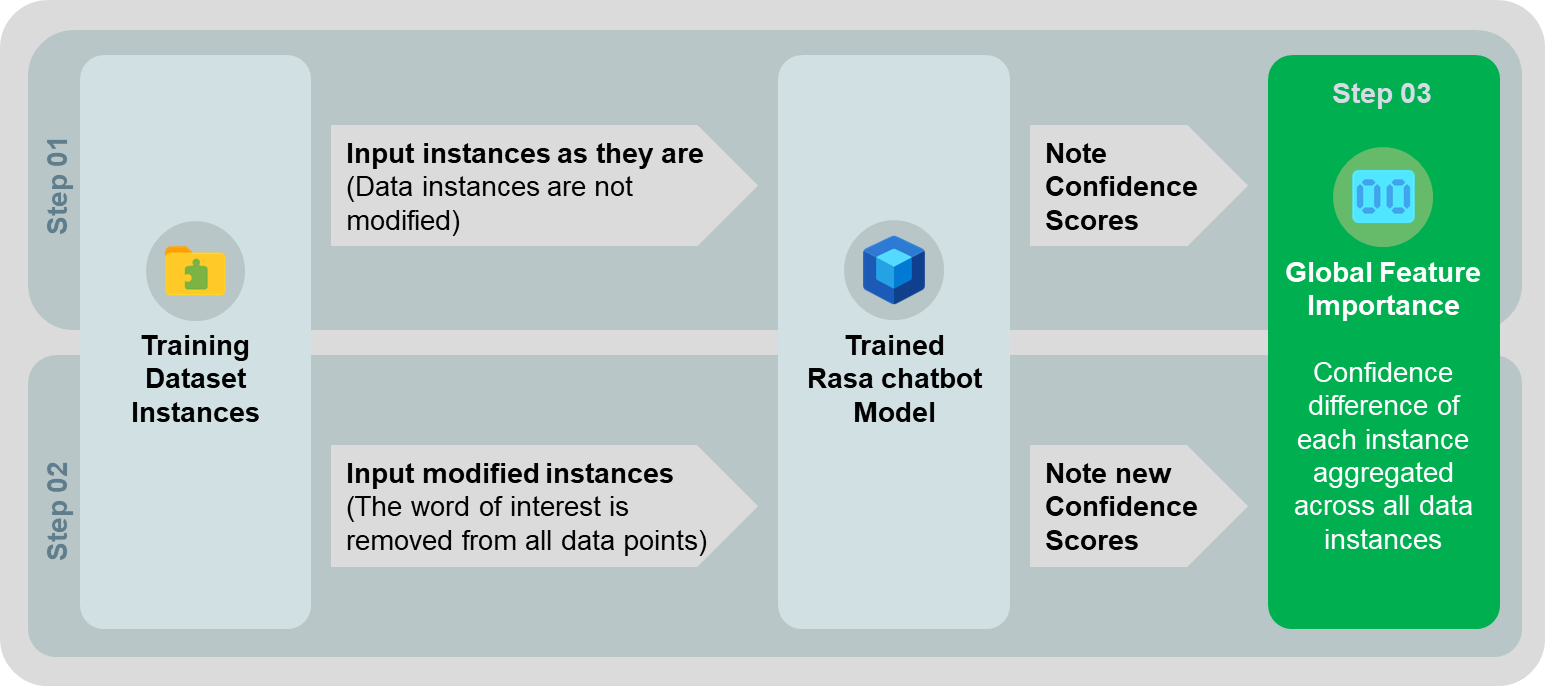 Step 01
Training
Dataset
Instances
Input instances as they are
(Data instances are not
modified)
Trained
Rasa chatbot
Model
Note
Confidence
Scores
Step 02
Input modified instances
(The word of interest is
removed from all data points)
Note new
Confidence
Scores
Step 03
00
Global Feature
Importance
Confidence
difference of
each instance
aggregated
across all data
instances